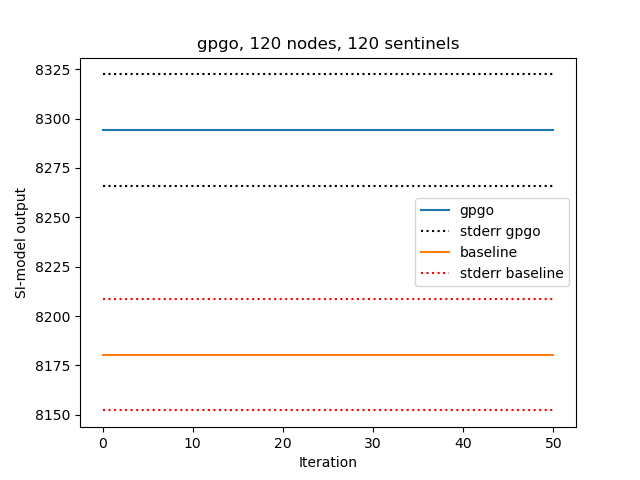 gpgo, 120 nodes, 120 sentinels
8325
8300
8275
8250
8225
8200
8175
8150
SI-model output
gpgo
stderr gpgo
baseline
stderr baseline
0 10 20 30 40 50
Iteration